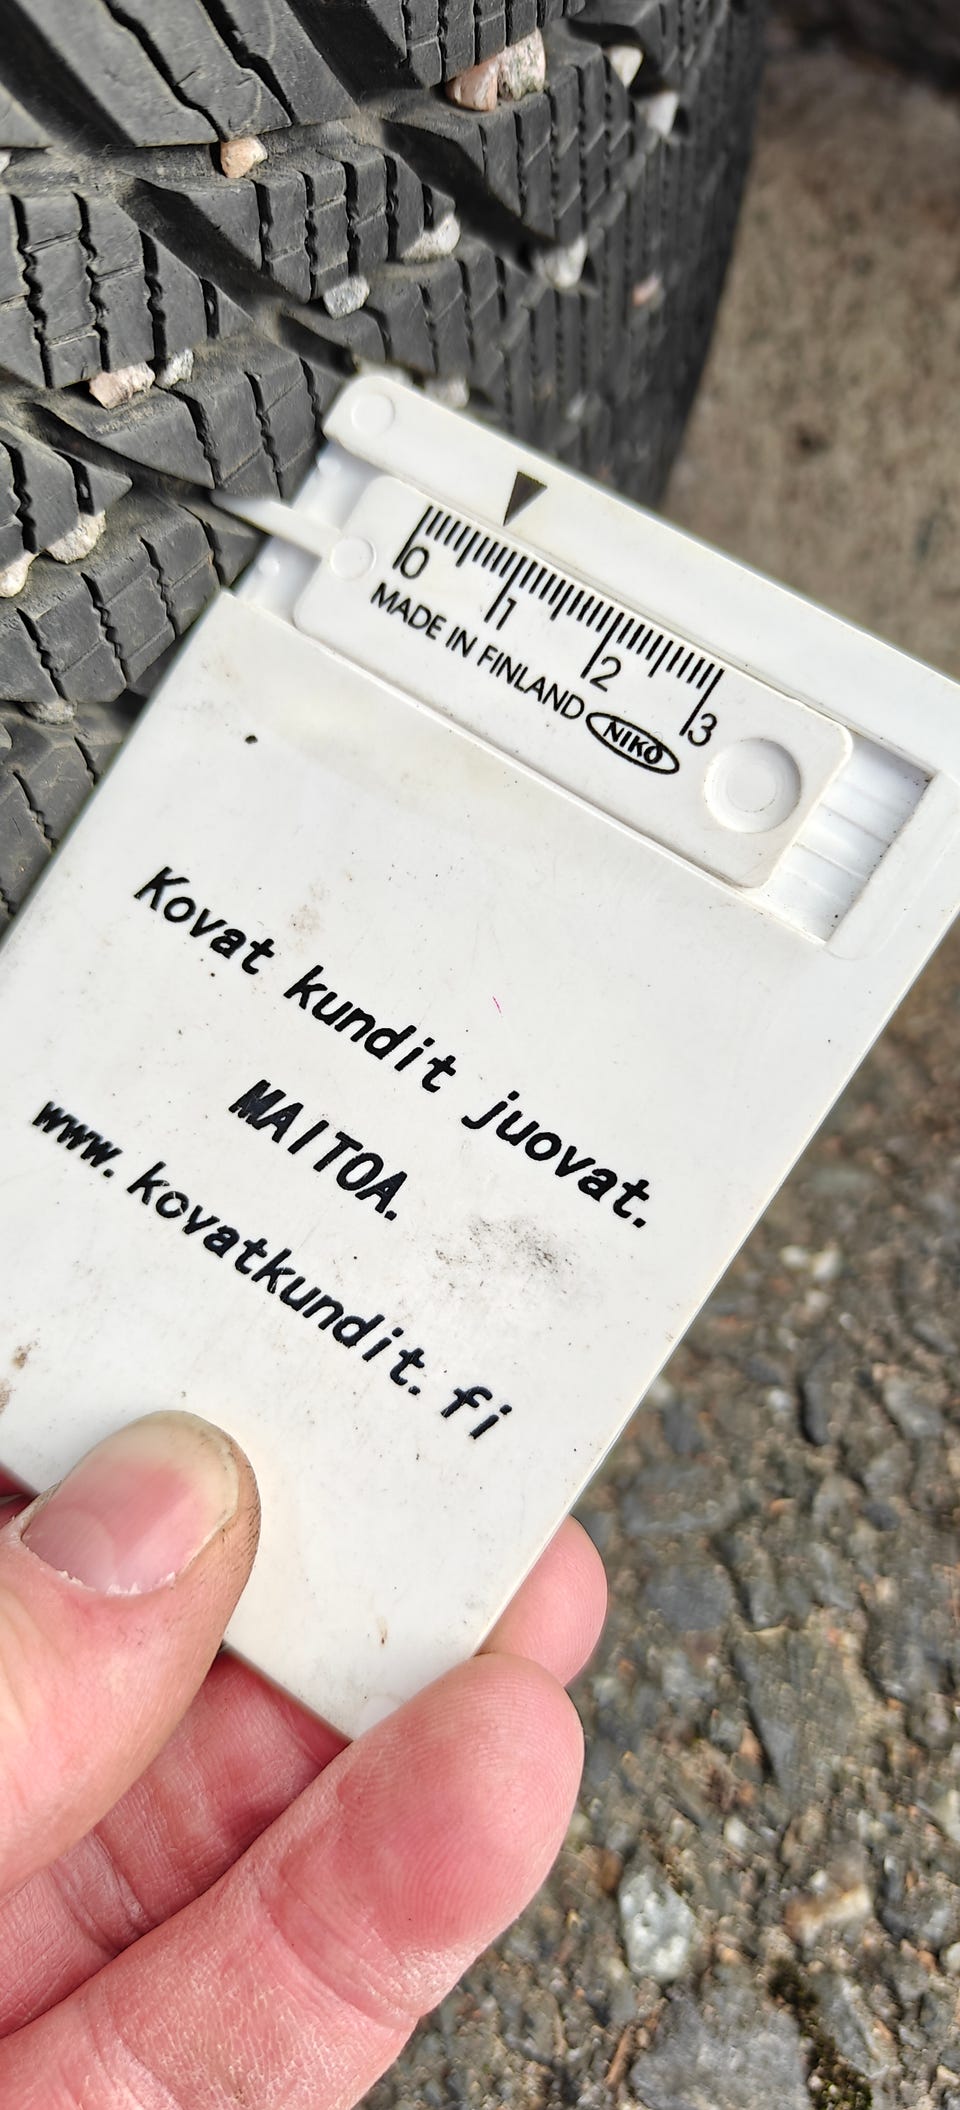 0 1 2 3
MADE IN FINLAND NIKO
Kovat kundit juovat.
MAITOA.
www.kovatkundit.fi